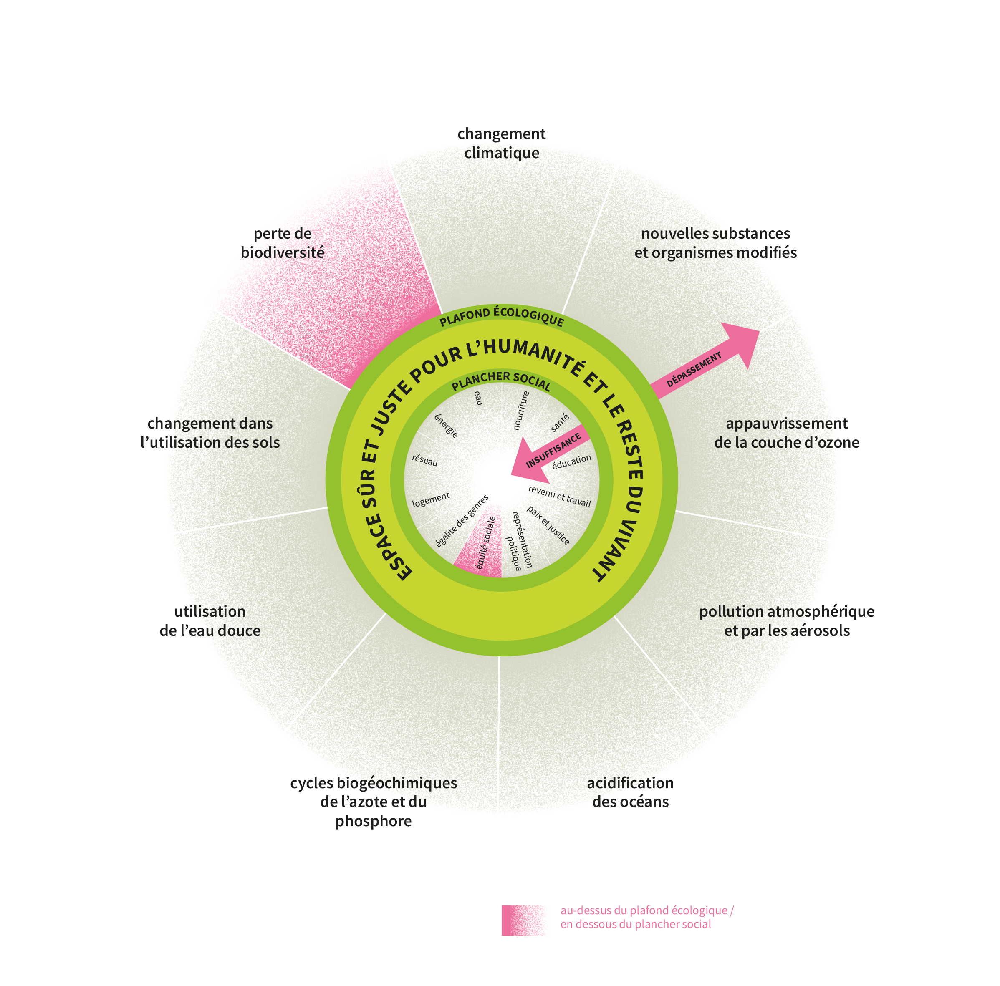 changement
climatique
perte de
biodiversité
nouvelles substances
et organismes modifiés
PLAFOND ÉCOLOGIQUE
ESPACE SÛR ET JUSTE POUR L’HUMANITÉ ET LE RESTE DU VIVANT
DÉPASSEMENT
PLANCHER SOCIAL
eau
nourriture
santé
énergie
INSUFFISANCE
réseau
éducation
logement
revenu et travail
égalité des genres
équité sociale
représentation
politique
paix et justice
changement dans
l’utilisation des sols
appauvrissement
de la couche d’ozone
utilisation
de l’eau douce
pollution atmosphérique
et par les aérosols
cycles biogéochimiques
de l’azote et du
phosphore
acidification
des océans
au-dessus du plafond écologique /
en dessous du plancher social